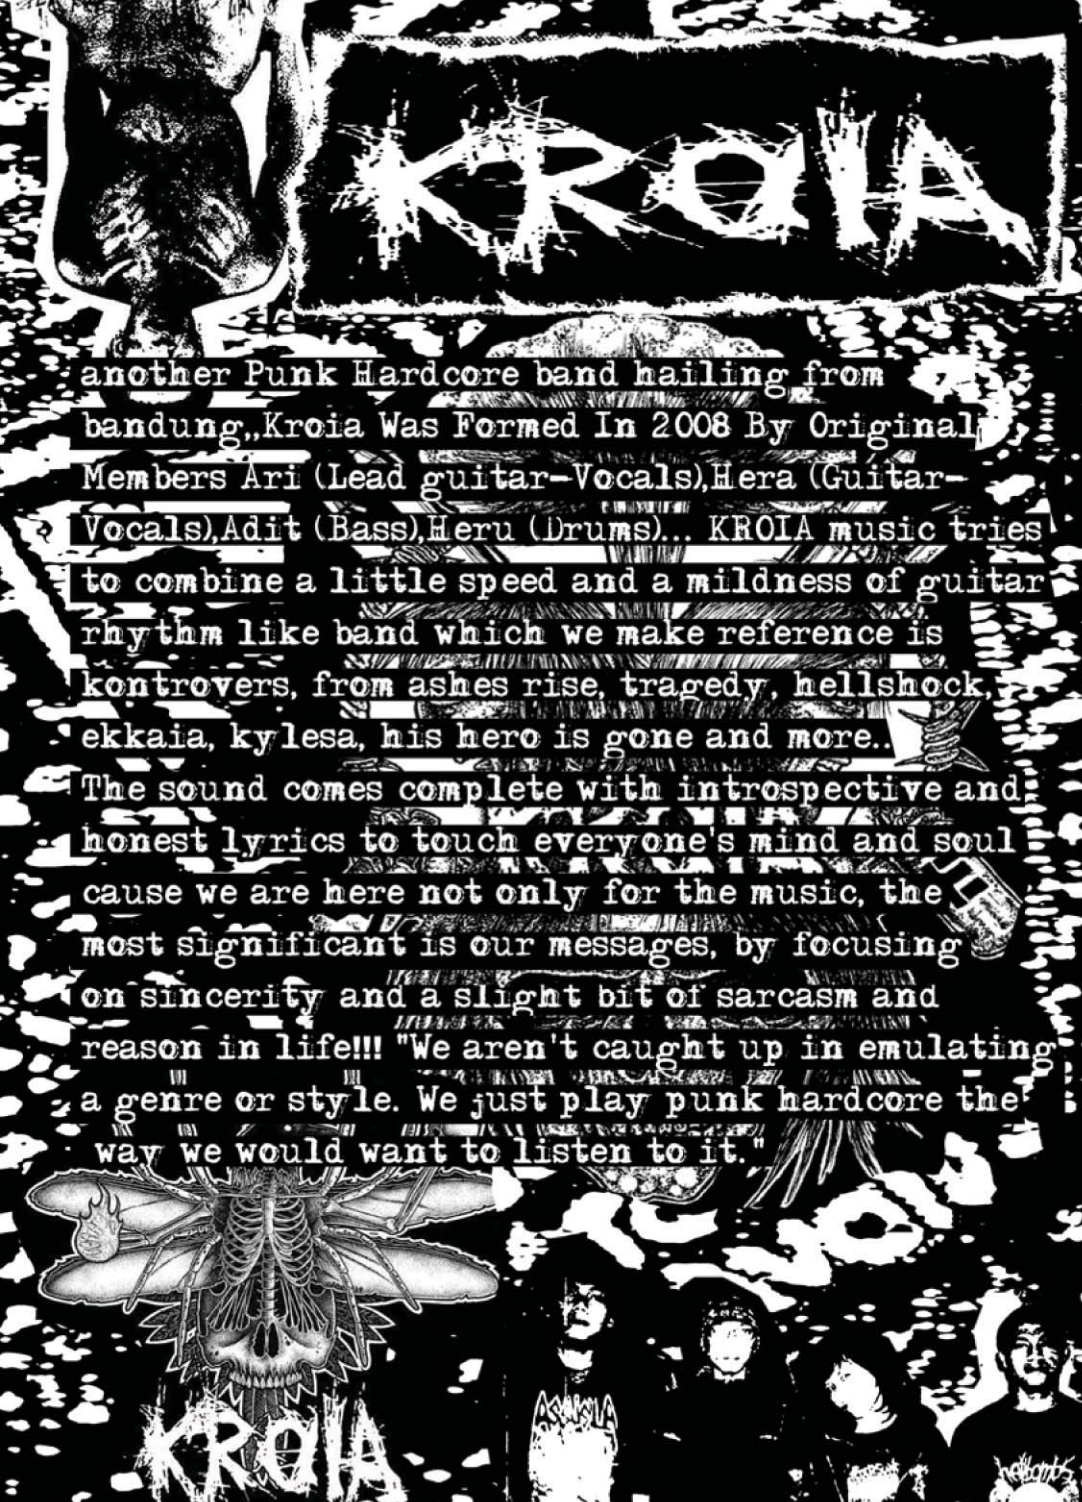 KROIA
another Punk Hardcore band hailing from
bandung,,Kroia Was Formed In 2008 By Original
Members Ari (Lead guitar-Vocals),Hera (Guitar-
Vocals),Adit (Bass),Heru (Drums)... KROIA music tries
to combine a little speed and a mildness of guitar
rhythm like band which we make reference is
kontrovers, from ashes rise, tragedy, hellshock,
ekkaia, kylesa, his hero is gone and more..
The sound comes complete with introspective and
honest lyrics to touch everyone's mind and soul
cause we are here not only for the music, the
most significant is our messages, by focusing
on sincerity and a slight bit of sarcasm and
reason in life!!! "We aren't caught up in emulating
a genre or style. We just play punk hardcore the
way we would want to listen to it."
KROIA